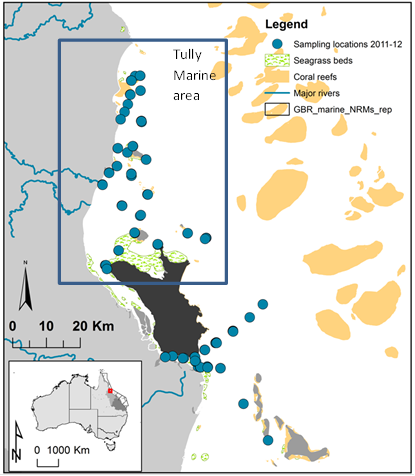 Tully
Marine
area
Legend
Sampling locations 2011-12
Seagrass beds
Coral reefs
Major rivers
GBR_marine_NRMs_rep
N
0 10 20 Km
N
0 1000 Km